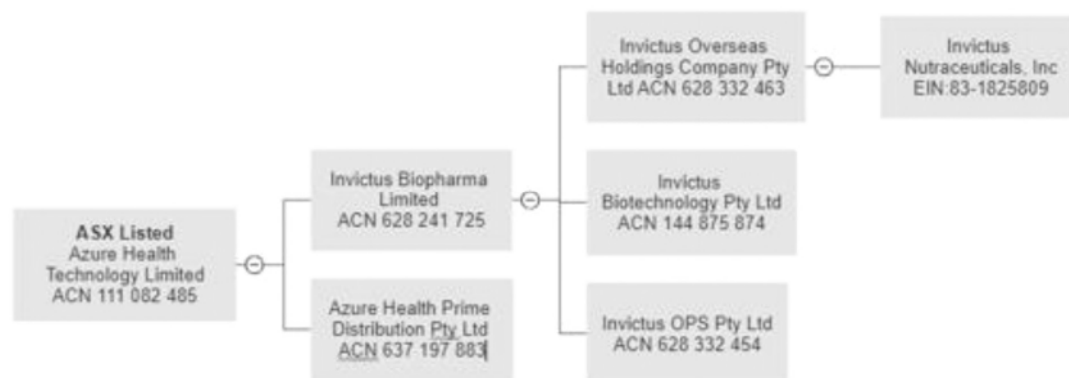 ASX Listed
Azure Health
Technology Limited
ACN 111 082 485
Invictus Biopharma
Limited
ACN 628 241 725
Azure Health Prime
Distribution Pty Ltd
ACN 637 197 883
Invictus Overseas
Holdings Company Pty
Ltd ACN 628 332 463
Invictus
Biotechnology Pty Ltd
ACN 144 875 874
Invictus OPS Pty Ltd
ACN 628 332 454
Invictus
Nutraceuticals, Inc
EIN:83-1825809